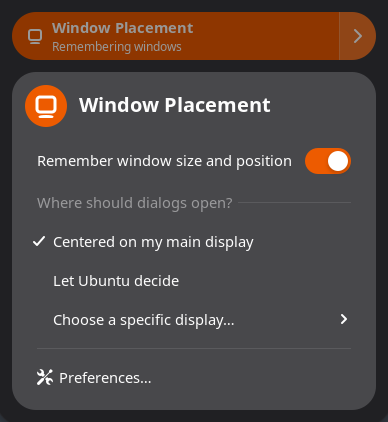 Window Placement
Remembering windows
Window Placement
Remember window size and position
Where should dialogs open?
Centered on my main display
Let Ubuntu decide
Choose a specific display...
Preferences...